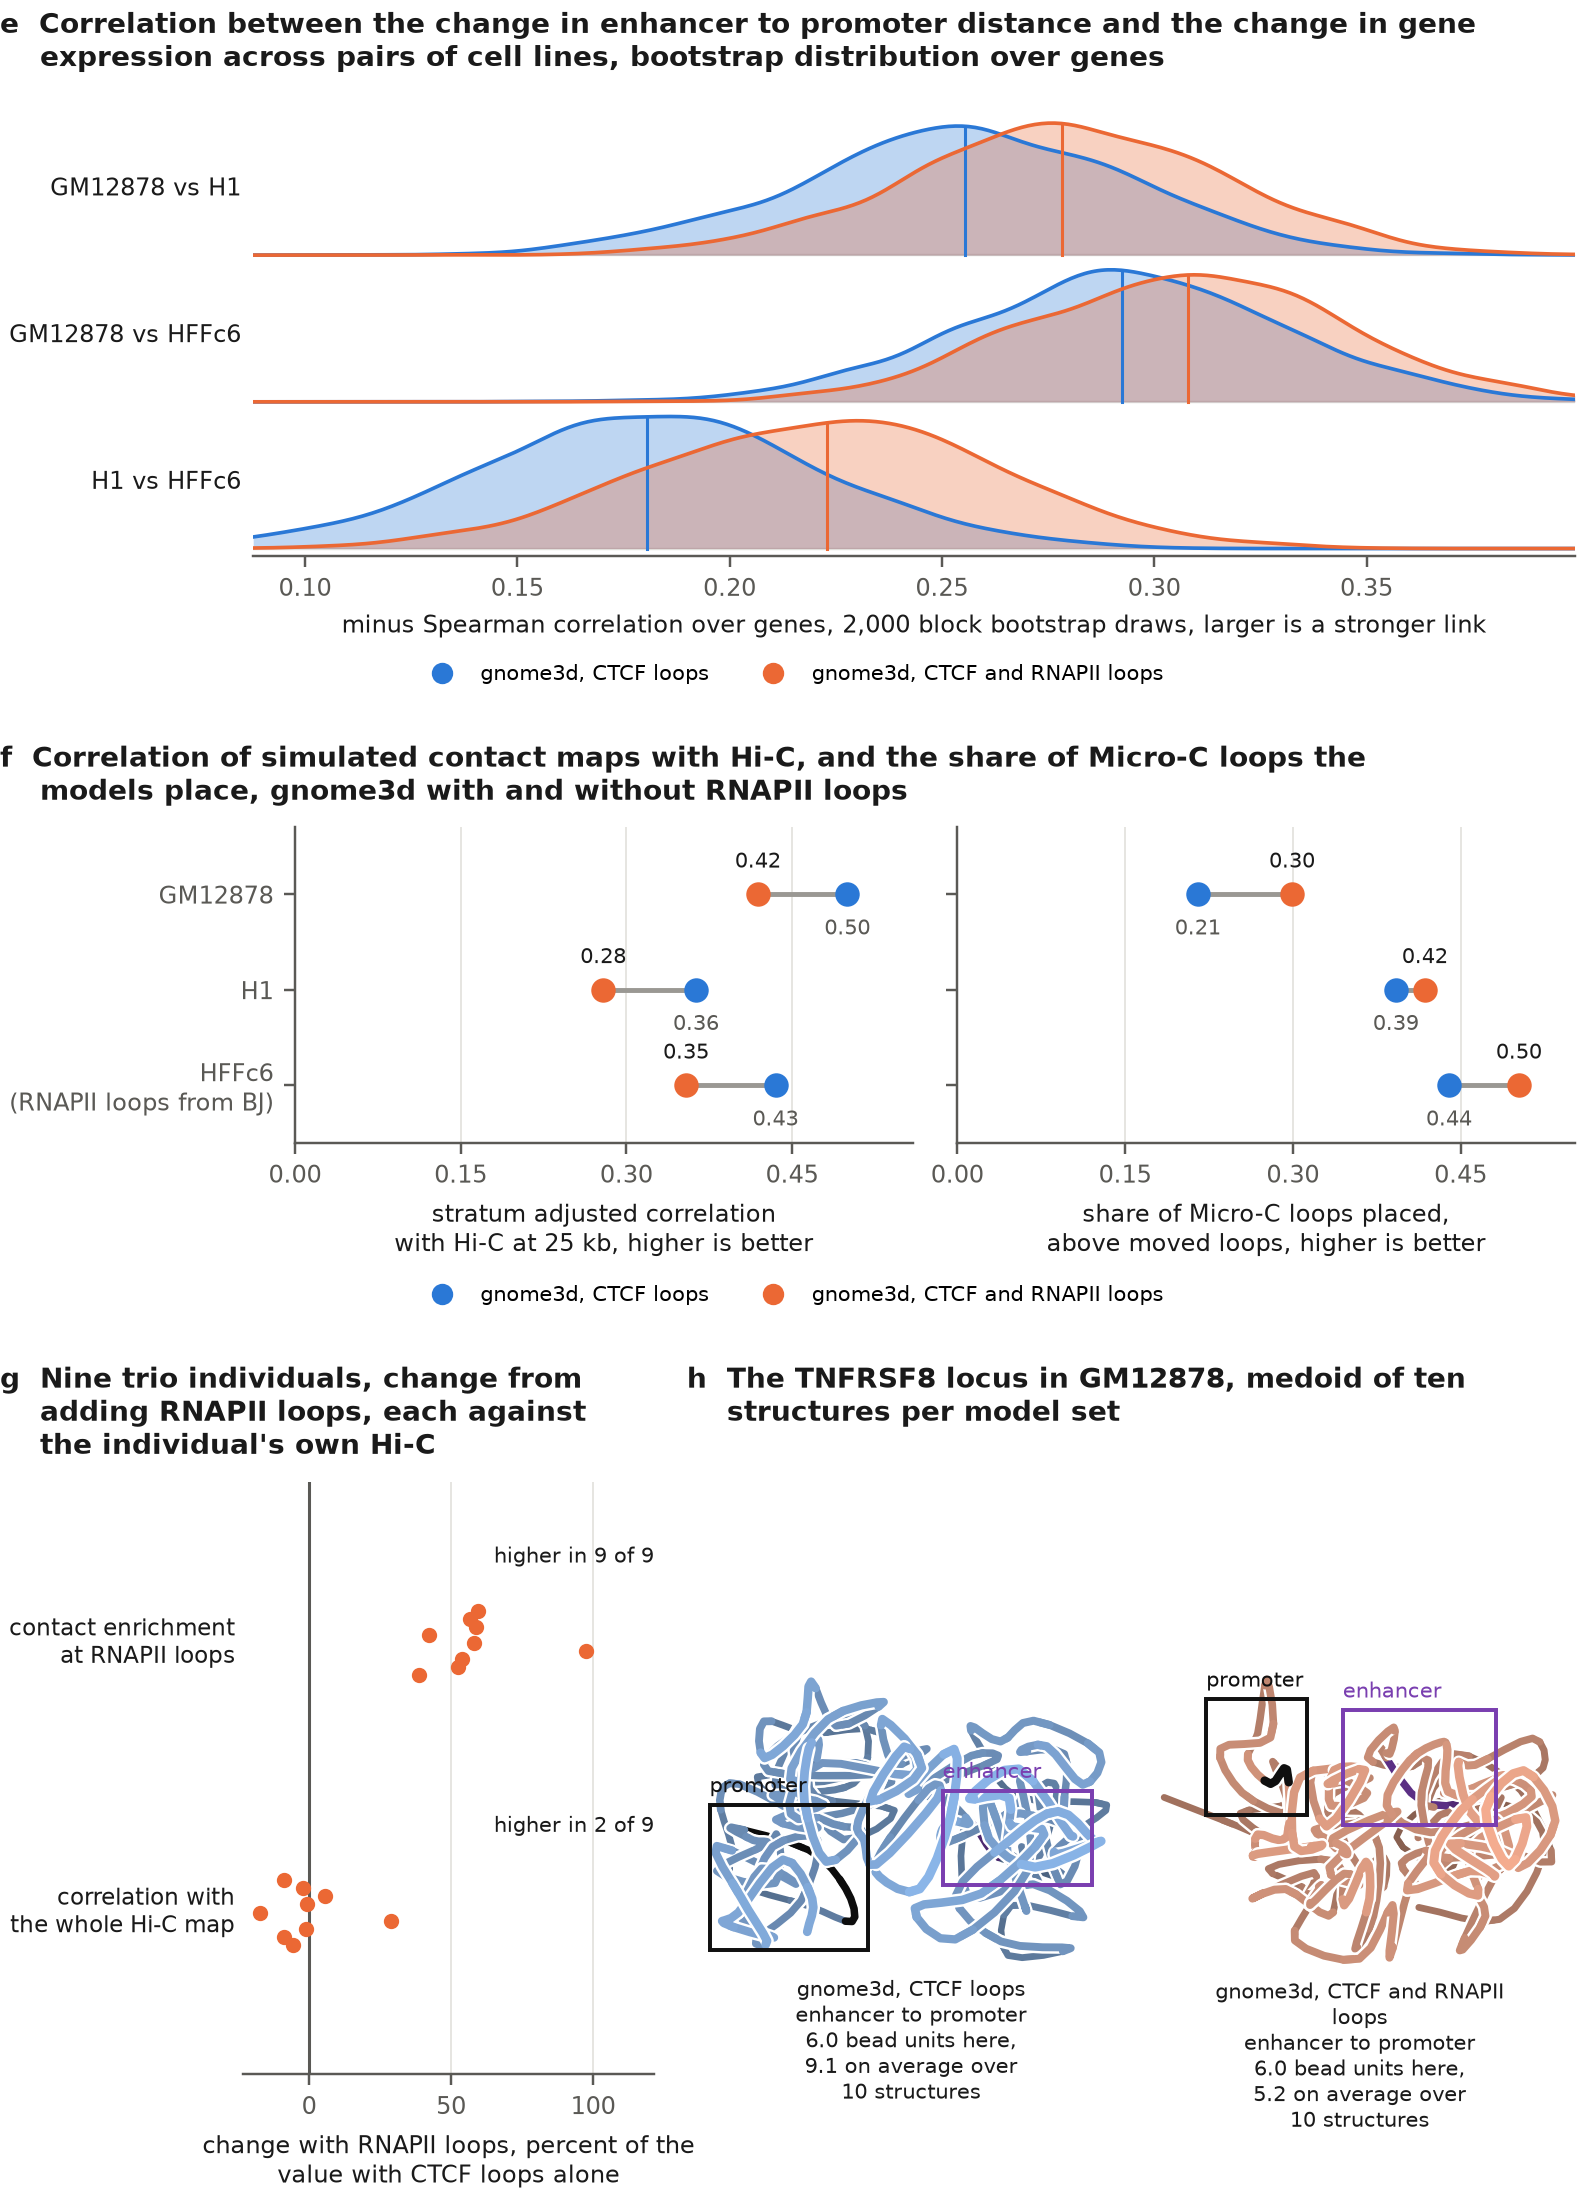 e Correlation between the change in enhancer to promoter distance and the change in gene
expression across pairs of cell lines, bootstrap distribution over genes
GM12878 vs H1
GM12878 vs HFFc6
H1 vs HFFc6
0.10 0.15 0.20 0.25 0.30 0.35
minus Spearman correlation over genes, 2,000 block bootstrap draws, larger is a stronger link
gnome3d, CTCF loops gnome3d, CTCF and RNAPII loops
f Correlation of simulated contact maps with Hi-C, and the share of Micro-C loops the
models place, gnome3d with and without RNAPII loops
GM12878
H1
HFFc6
(RNAPII loops from BJ)
0.42
0.50
0.28
0.36
0.35
0.43
0.00 0.15 0.30 0.45
stratum adjusted correlation
with Hi-C at 25 kb, higher is better
0.30
0.21
0.42
0.39
0.50
0.44
0.00 0.15 0.30 0.45
share of Micro-C loops placed,
above moved loops, higher is better
gnome3d, CTCF loops gnome3d, CTCF and RNAPII loops
g Nine trio individuals, change from
adding RNAPII loops, each against
the individual's own Hi-C
higher in 9 of 9
contact enrichment
at RNAPII loops
higher in 2 of 9
correlation with
the whole Hi-C map
0 50 100
change with RNAPII loops, percent of the
value with CTCF loops alone
h The TNFRSF8 locus in GM12878, medoid of ten
structures per model set
promoter
enhancer
gnome3d, CTCF loops
enhancer to promoter
6.0 bead units here,
9.1 on average over
10 structures
promoter
enhancer
gnome3d, CTCF and RNAPII
loops
enhancer to promoter
6.0 bead units here,
5.2 on average over
10 structures